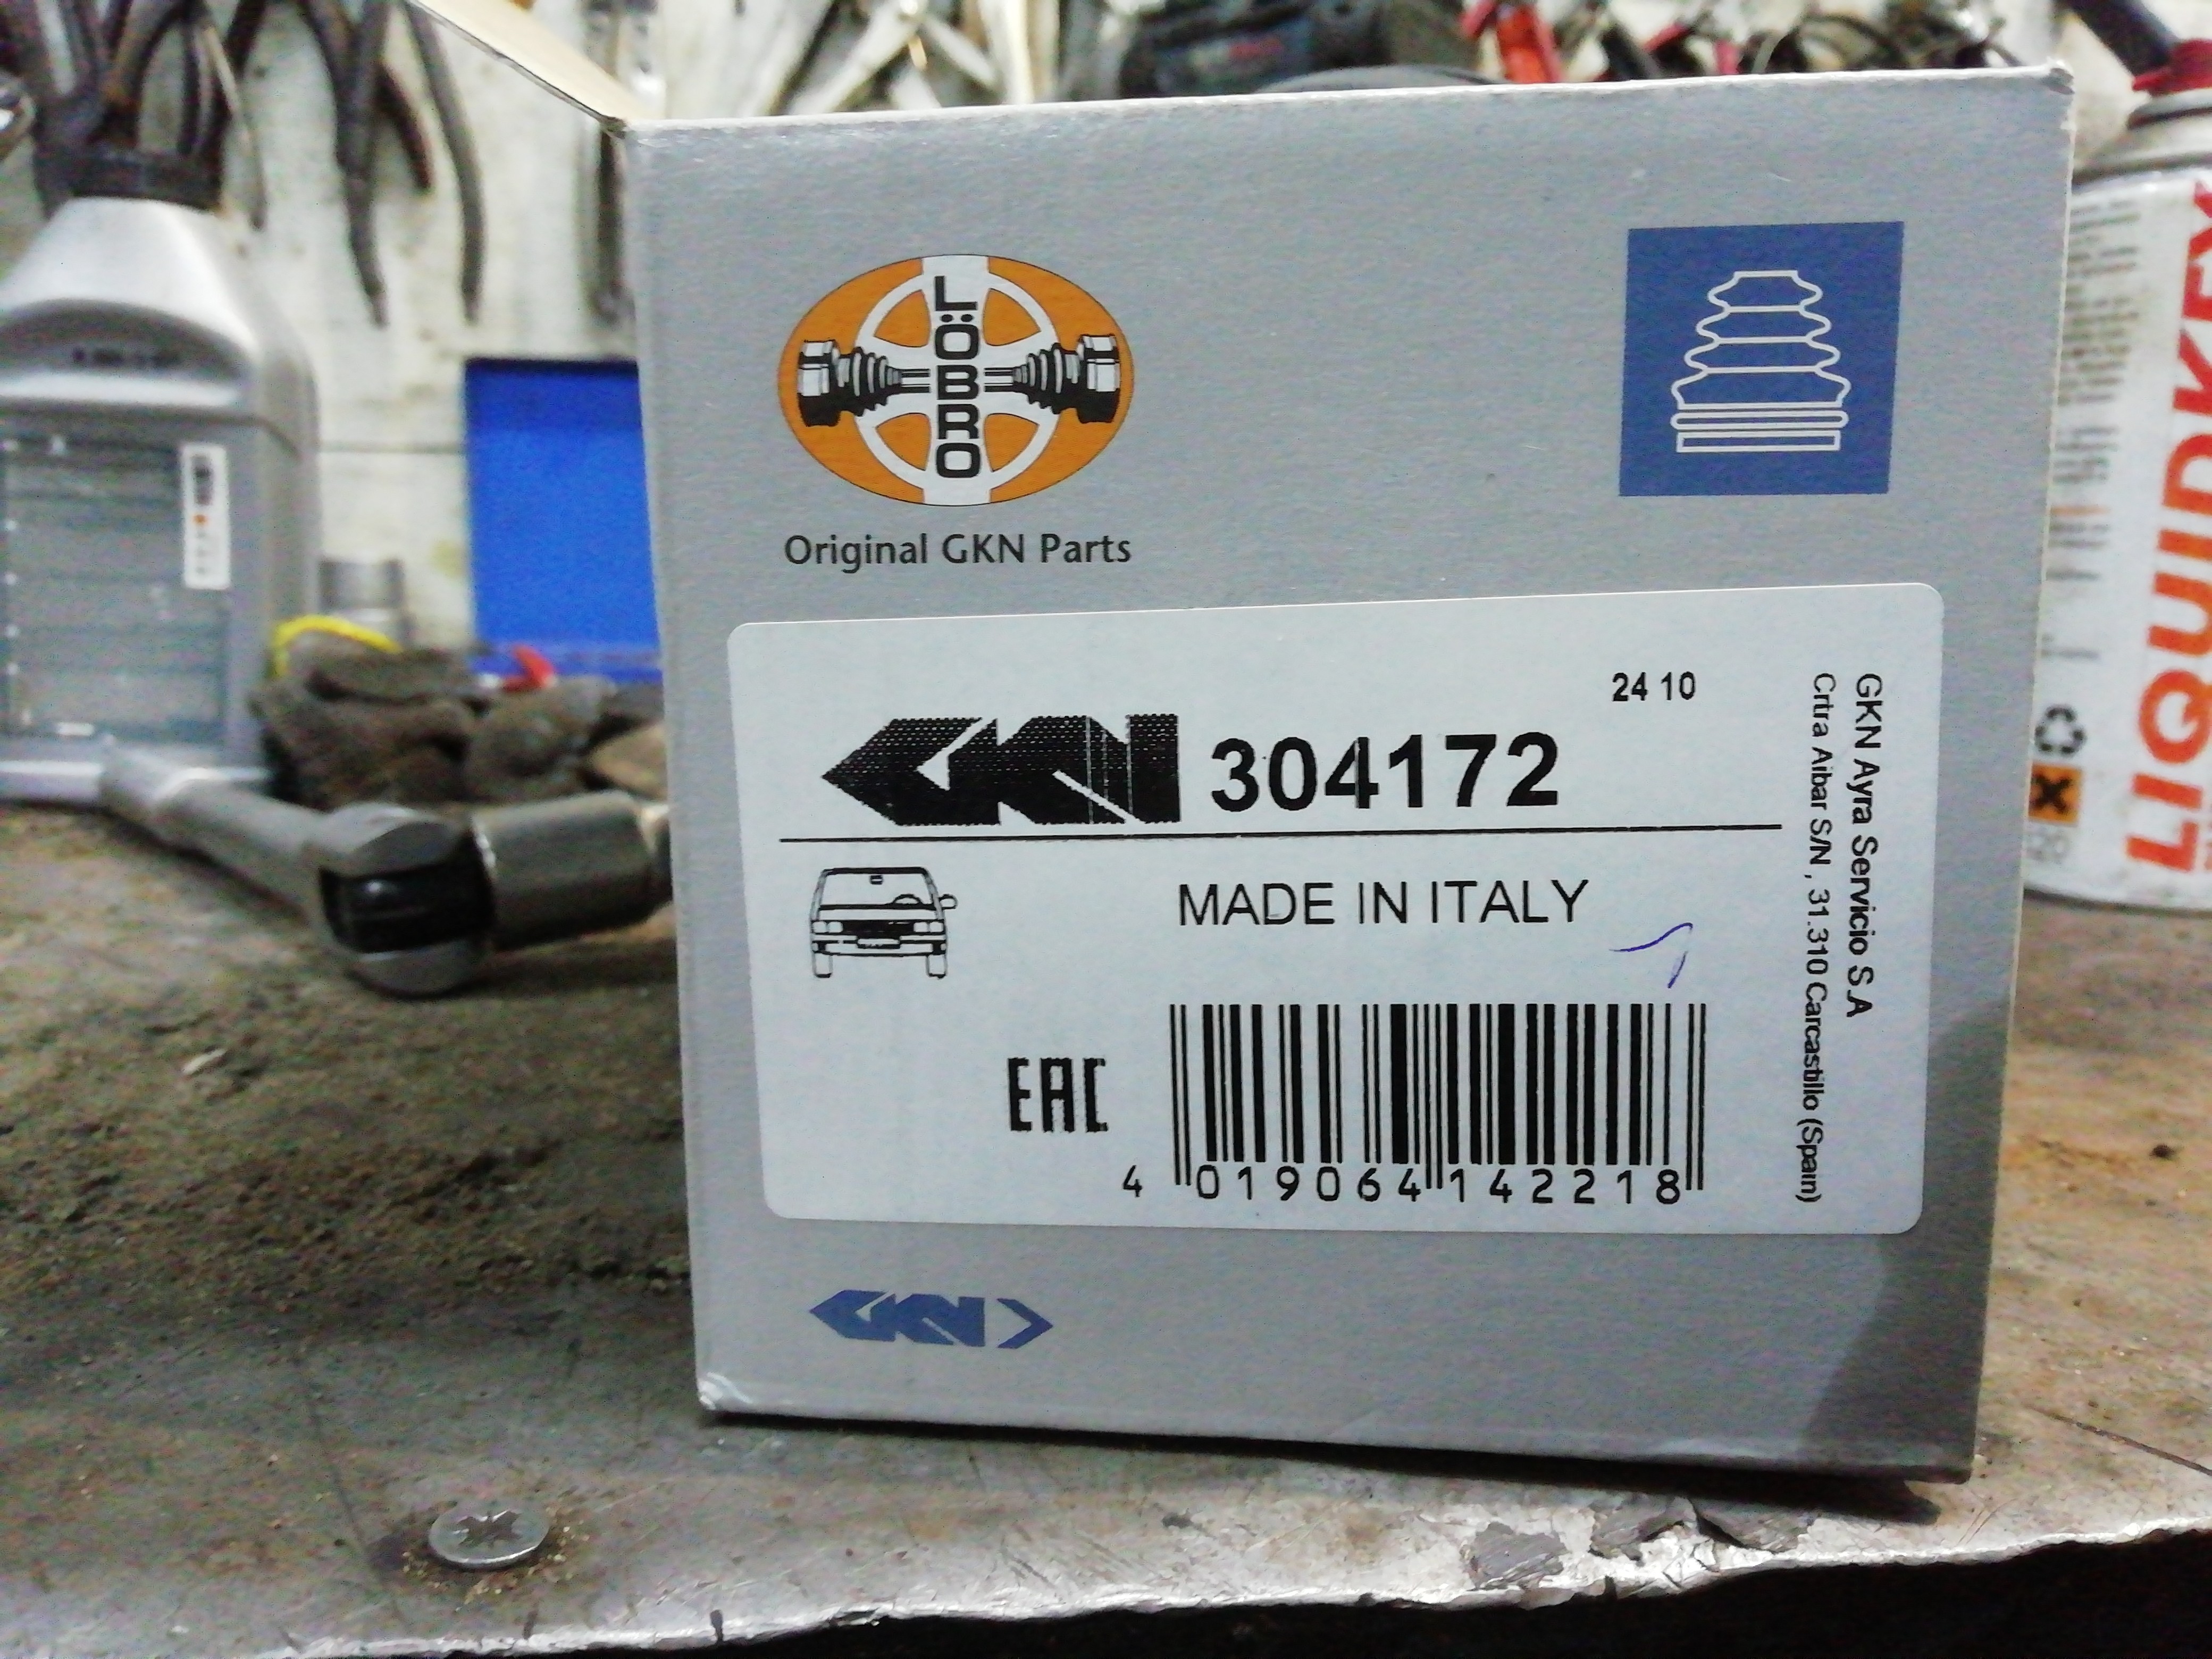 LÖBRO
Original GKN Parts
24 10
GKN 304172
MADE IN ITALY
EAC
4 019064 142218
GKN Ayra Servicio S.A
Crtra Aibar S/N , 31.310 Carcastillo (Spain)
GKN
LIQUIDKEY